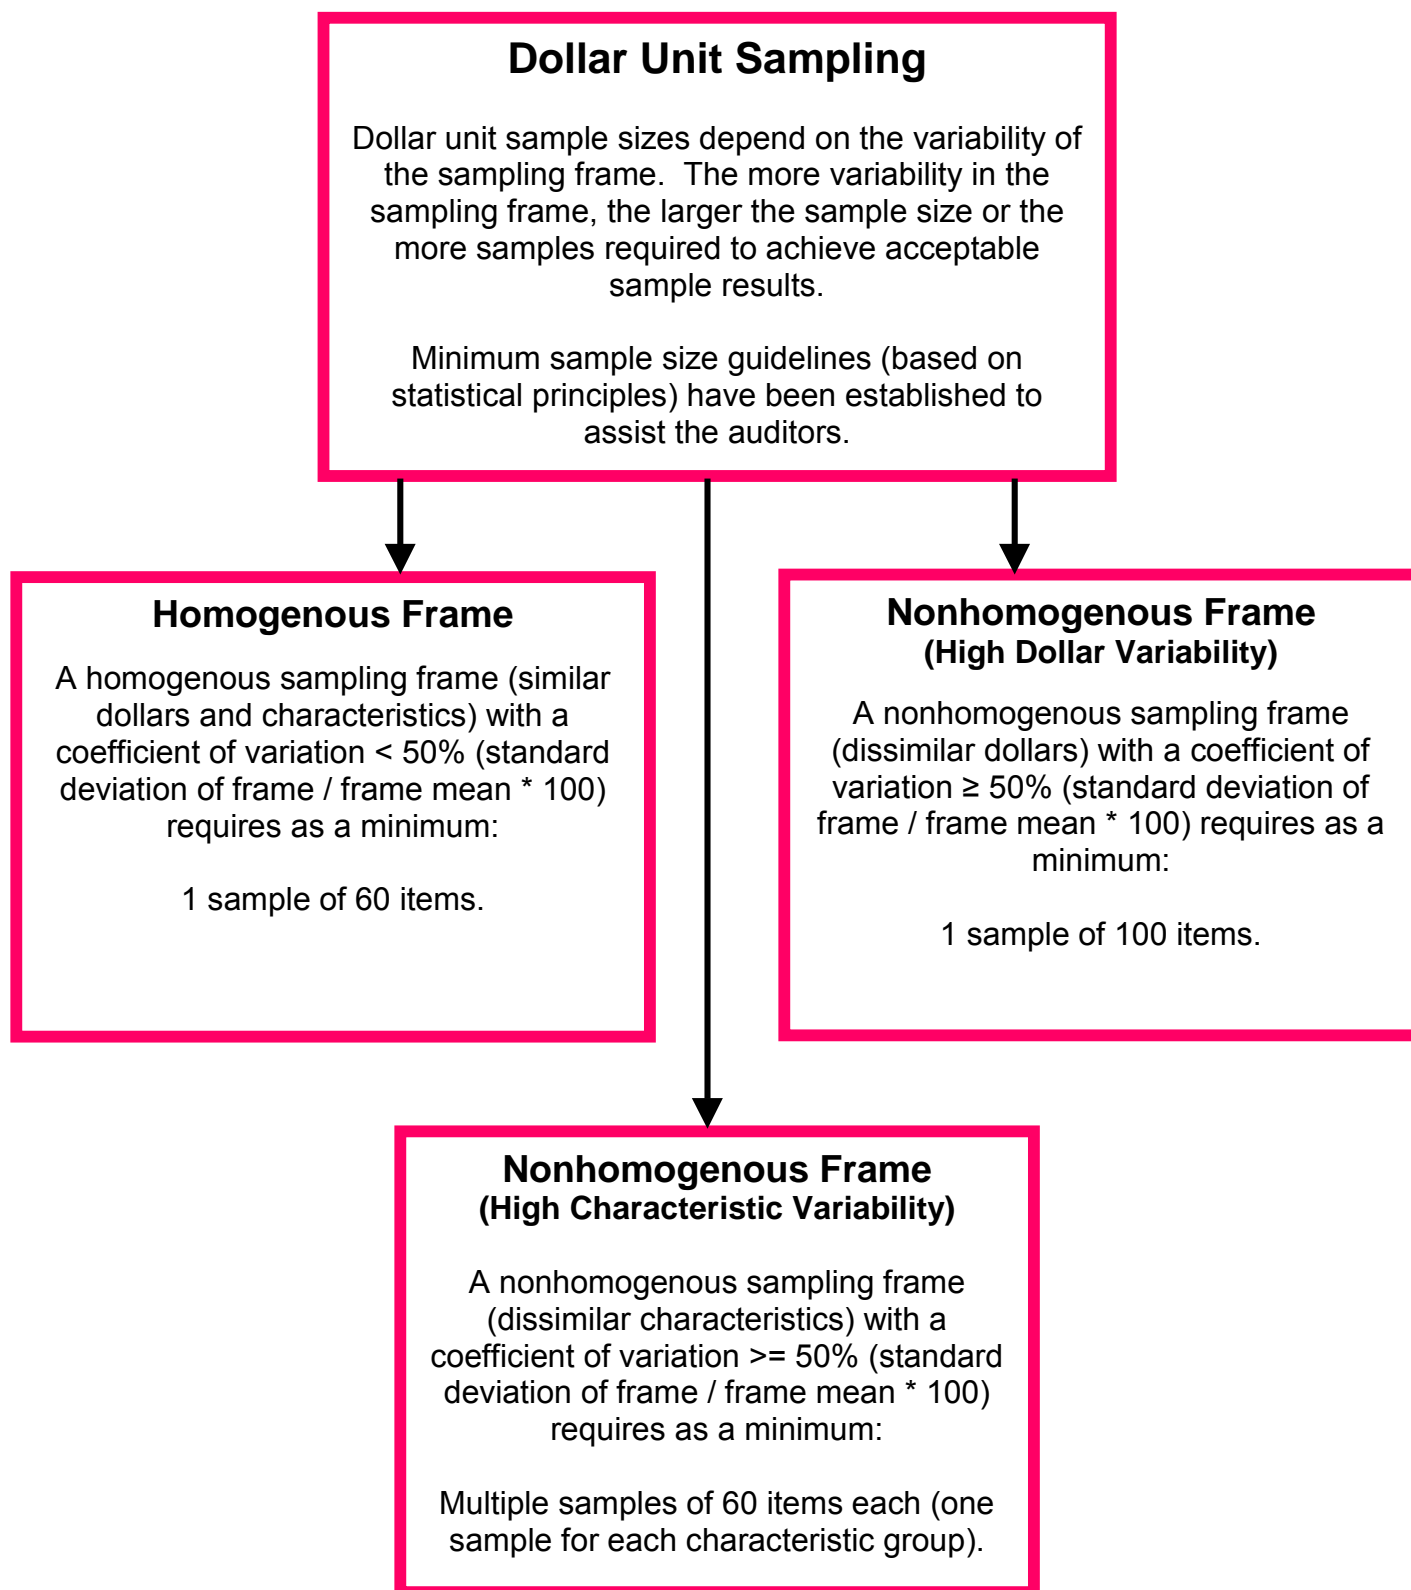 Dollar Unit Sampling
Dollar unit sample sizes depend on the variability of
the sampling frame.  The more variability in the
sampling frame, the larger the sample size or the
more samples required to achieve acceptable
sample results.
Minimum sample size guidelines (based on
statistical principles) have been established to
assist the auditors.
Homogenous Frame
A homogenous sampling frame (similar
dollars and characteristics) with a
coefficient of variation < 50% (standard
deviation of frame / frame mean * 100)
requires as a minimum:
1 sample of 60 items.
Nonhomogenous Frame
(High Dollar Variability)
A nonhomogenous sampling frame
(dissimilar dollars) with a coefficient of
variation ≥ 50% (standard deviation of
frame / frame mean * 100) requires as a
minimum:
1 sample of 100 items.
Nonhomogenous Frame
(High Characteristic Variability)
A nonhomogenous sampling frame
(dissimilar characteristics) with a
coefficient of variation >= 50% (standard
deviation of frame / frame mean * 100)
requires as a minimum:
Multiple samples of 60 items each (one
sample for each characteristic group).